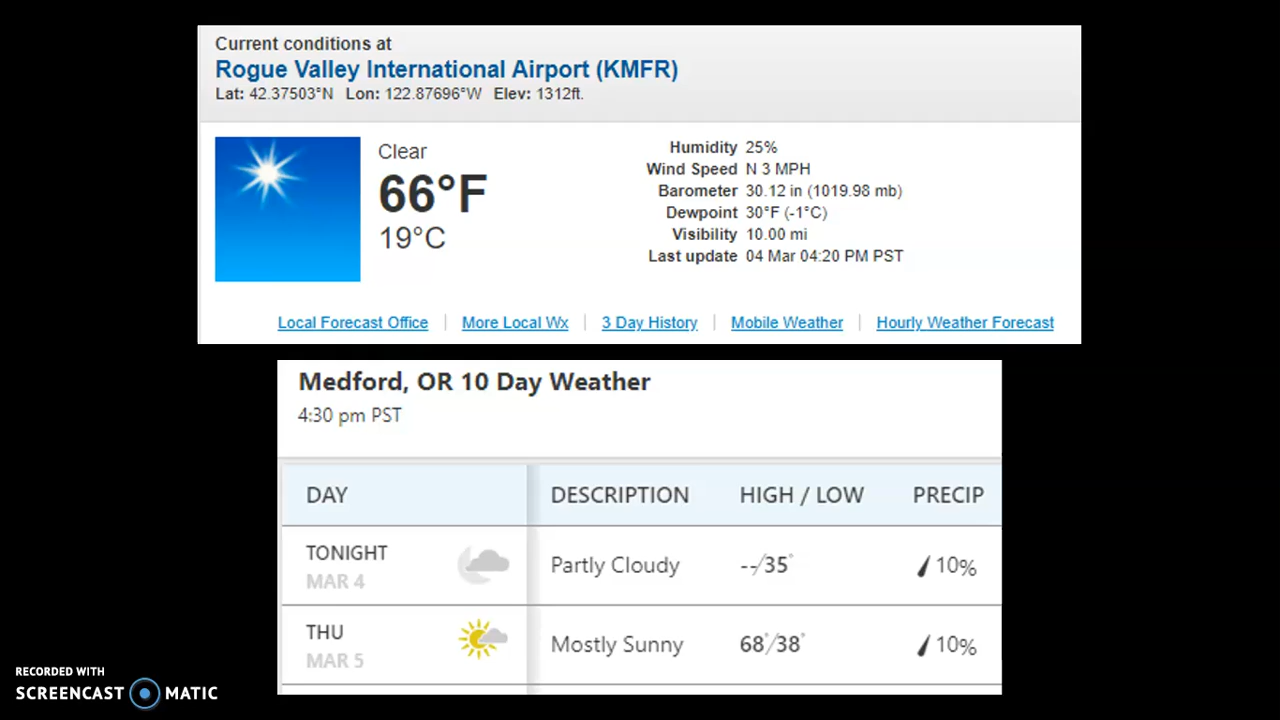 Current conditions at
Rogue Valley International Airport (KMFR)
Lat: 42.37503°N Lon: 122.87696°W Elev: 1312ft.
Clear
66°F
19°C
Humidity 25%
Wind Speed N 3 MPH
Barometer 30.12 in (1019.98 mb)
Dewpoint 30°F (-1°C)
Visibility 10.00 mi
Last update 04 Mar 04:20 PM PST
Local Forecast Office | More Local Wx | 3 Day History | Mobile Weather | Hourly Weather Forecast
Medford, OR 10 Day Weather
4:30 pm PST
DAY DESCRIPTION HIGH / LOW PRECIP
TONIGHT
MAR 4
Partly Cloudy --/35° 10%
THU
MAR 5
Mostly Sunny 68°/38° 10%
RECORDED WITH
SCREENCAST MATIC